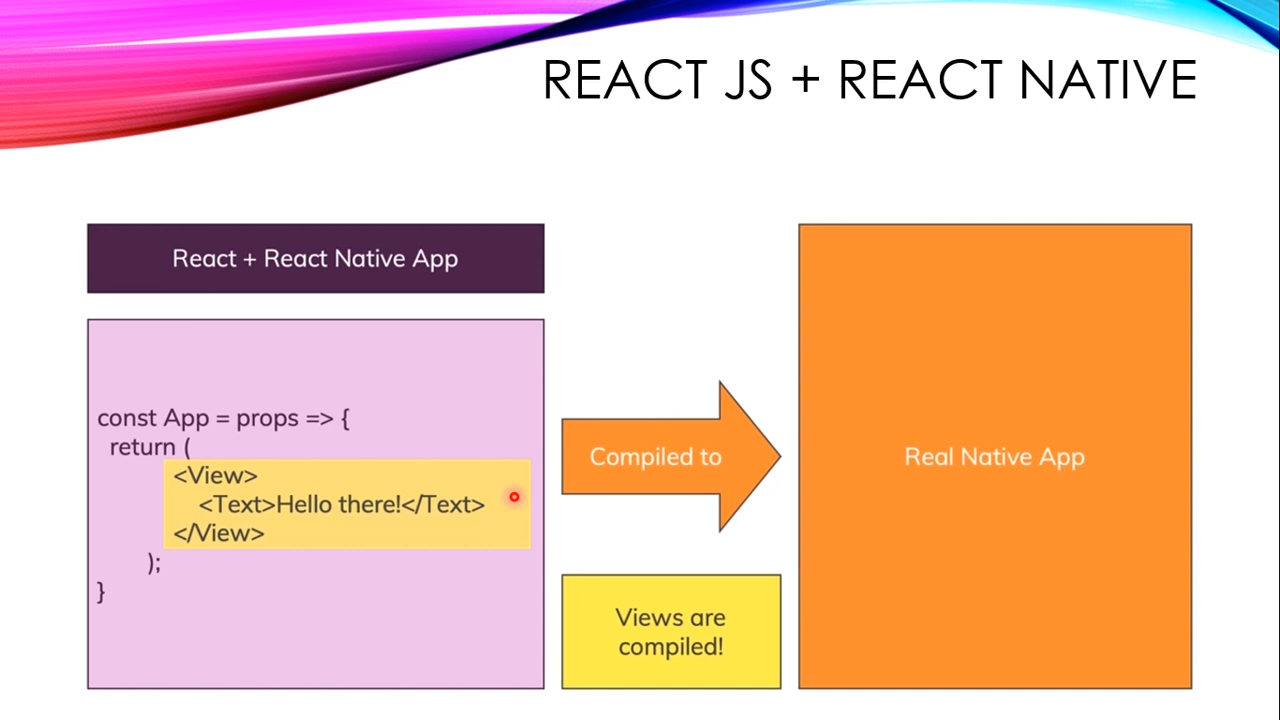 REACT JS + REACT NATIVE
React + React Native App
const App = props => {
return (
<View>
<Text>Hello there!</Text>
</View>
);
}
Compiled to
Views are
compiled!
Real Native App